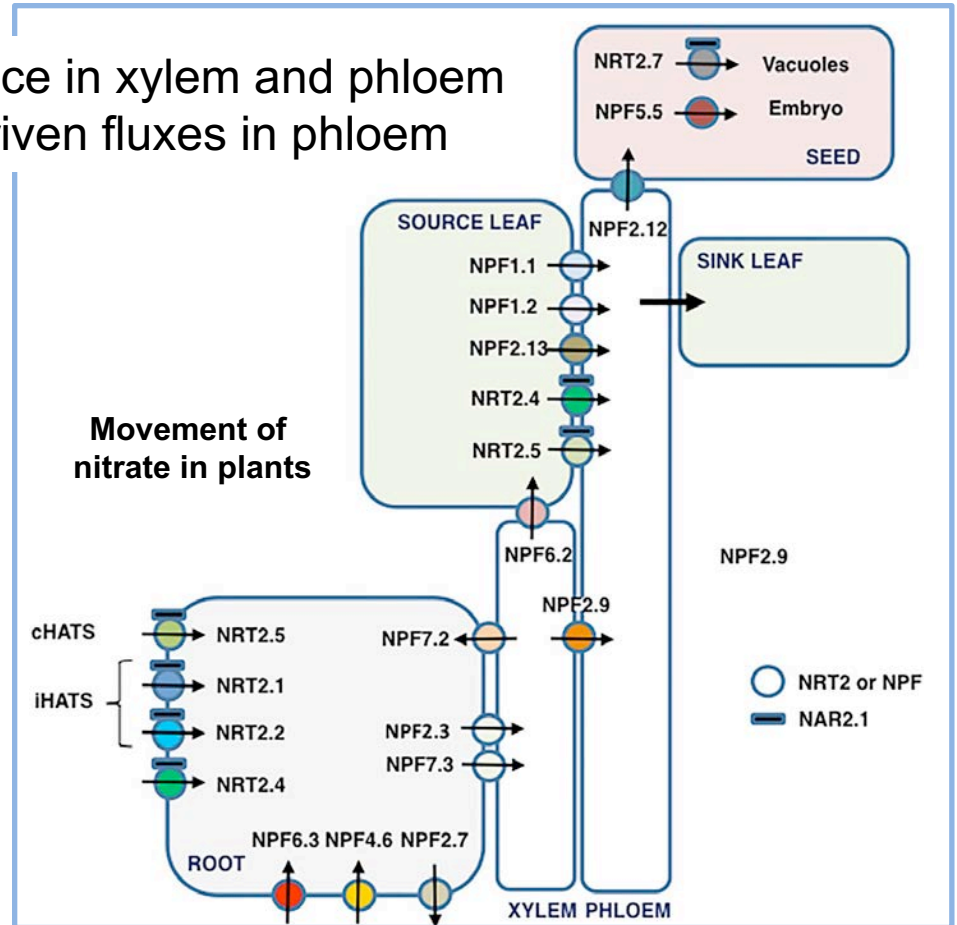 ce in xylem and phloem
iven fluxes in phloem
NRT2.7
Vacuoles
NPF5.5
Embryo
SEED
NPF2.12
SOURCE LEAF
NPF1.1
NPF1.2
NPF2.13
NRT2.4
NRT2.5
SINK LEAF
Movement of
nitrate in plants
NPF6.2
NPF2.9
NPF2.9
cHATS
NRT2.5
iHATS
NRT2.1
NRT2.2
NRT2.4
NPF7.2
NPF2.3
NPF7.3
NRT2 or NPF
NAR2.1
NPF6.3 NPF4.6 NPF2.7
ROOT
XYLEM PHLOEM